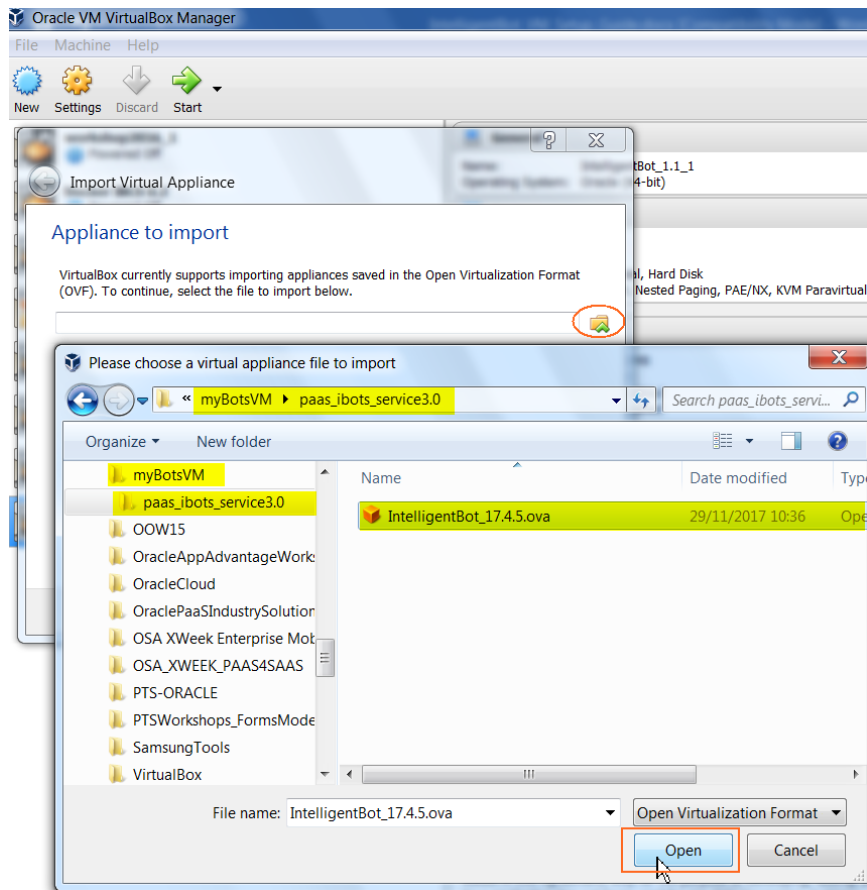 Oracle VM VirtualBox Manager
File Machine Help
New Settings Discard Start
Powered Off
Import Virtual Appliance
tBot_1.1_1
4-bit)
Appliance to import
VirtualBox currently supports importing appliances saved in the Open Virtualization Format
(OVF). To continue, select the file to import below.
al, Hard Disk
Nested Paging, PAE/NX, KVM Paravirtual
Please choose a virtual appliance file to import
« myBotsVM paas_ibots_service3.0
Search paas_ibots_servi...
Organize New folder
myBotsVM
paas_ibots_service3.0
OOW15
OracleAppAdvantageWork
OracleCloud
OraclePaaSIndustrySolution
OSA XWeek Enterprise Mob
OSA_XWEEK_PAAS4SAAS
PTS-ORACLE
PTSWorkshops_FormsMode
SamsungTools
VirtualBox
Name Date modified Type
IntelligentBot_17.4.5.ova 29/11/2017 10:36 Ope
File name: IntelligentBot_17.4.5.ova
Open Virtualization Format
Open Cancel